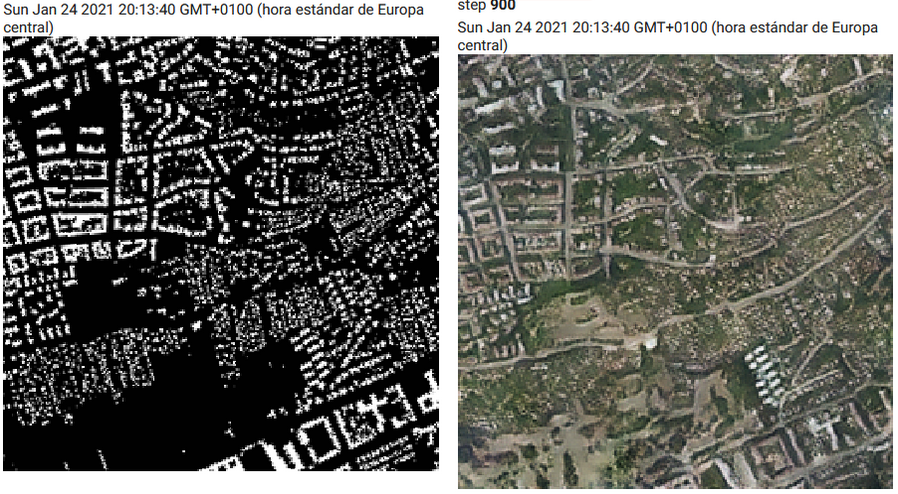 Sun Jan 24 2021 20:13:40 GMT+0100 (hora estándar de Europa
central)
step 900
Sun Jan 24 2021 20:13:40 GMT+0100 (hora estándar de Europa
central)